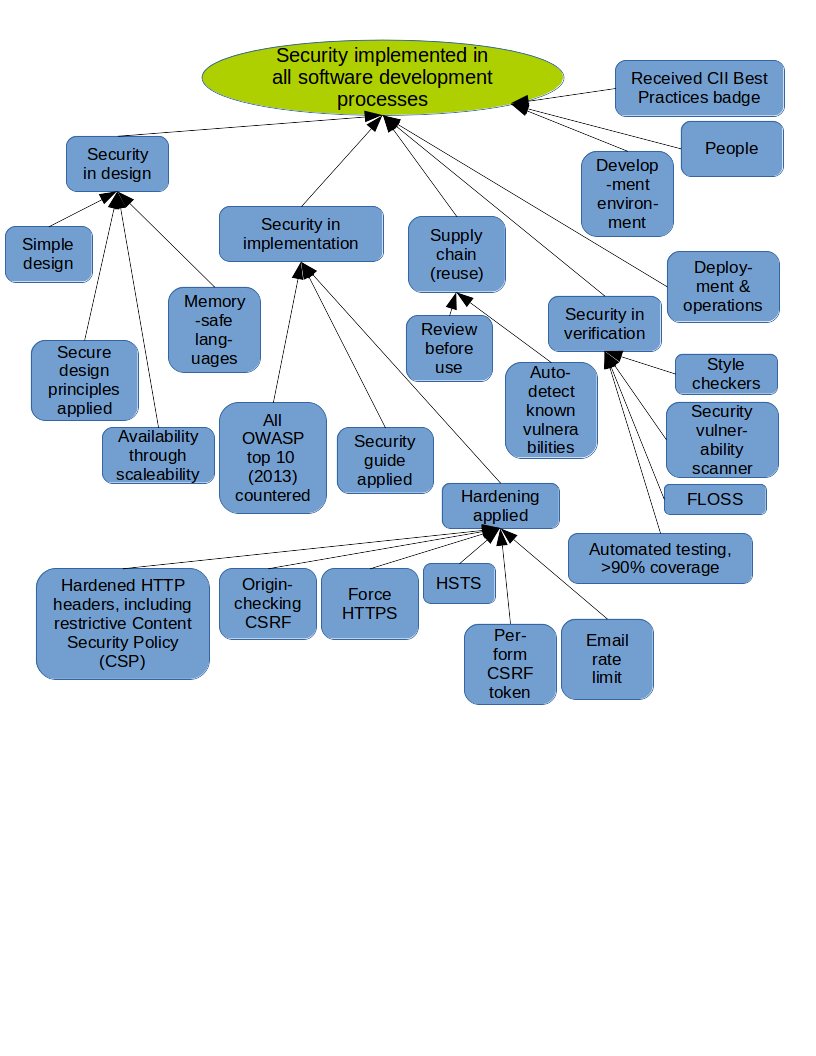 Security implemented in
all software development
processes
Received CII Best
Practices badge
People
Develop
-ment
environ-
ment
Security
in design
Security in
implementation
Supply
chain
(reuse)
Deploy-
ment &
operations
Simple
design
Memory
-safe
lang-
uages
Security in
verification
Review
before
use
Secure
design
principles
applied
Auto-
detect
known
vulnera
bilities
Style
checkers
Availability
through
scaleability
All
OWASP
top 10
(2013)
countered
Security
guide
applied
Security
vulner-
ability
scanner
Hardening
applied
FLOSS
Automated testing,
>90% coverage
Hardened HTTP
headers, including
restrictive Content
Security Policy
(CSP)
Origin-
checking
CSRF
Force
HTTPS
HSTS
Per-
form
CSRF
token
Email
rate
limit